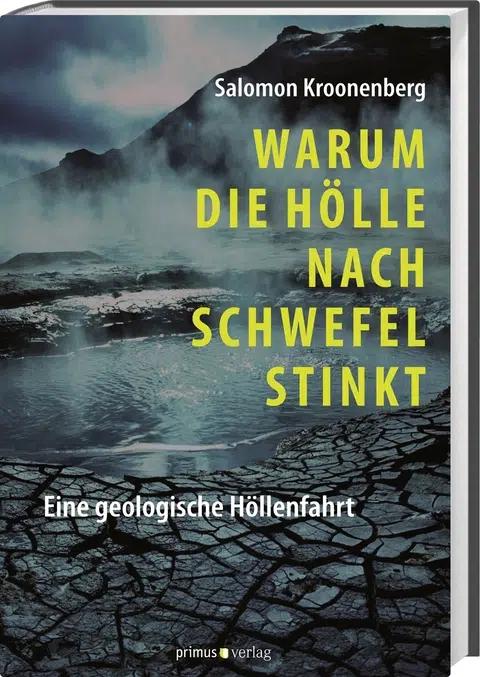 Salomon Kroonenberg
WARUM
DIE HÖLLE
NACH
SCHWEFEL
STINKT
Eine geologische Höllenfahrt
primus verlag